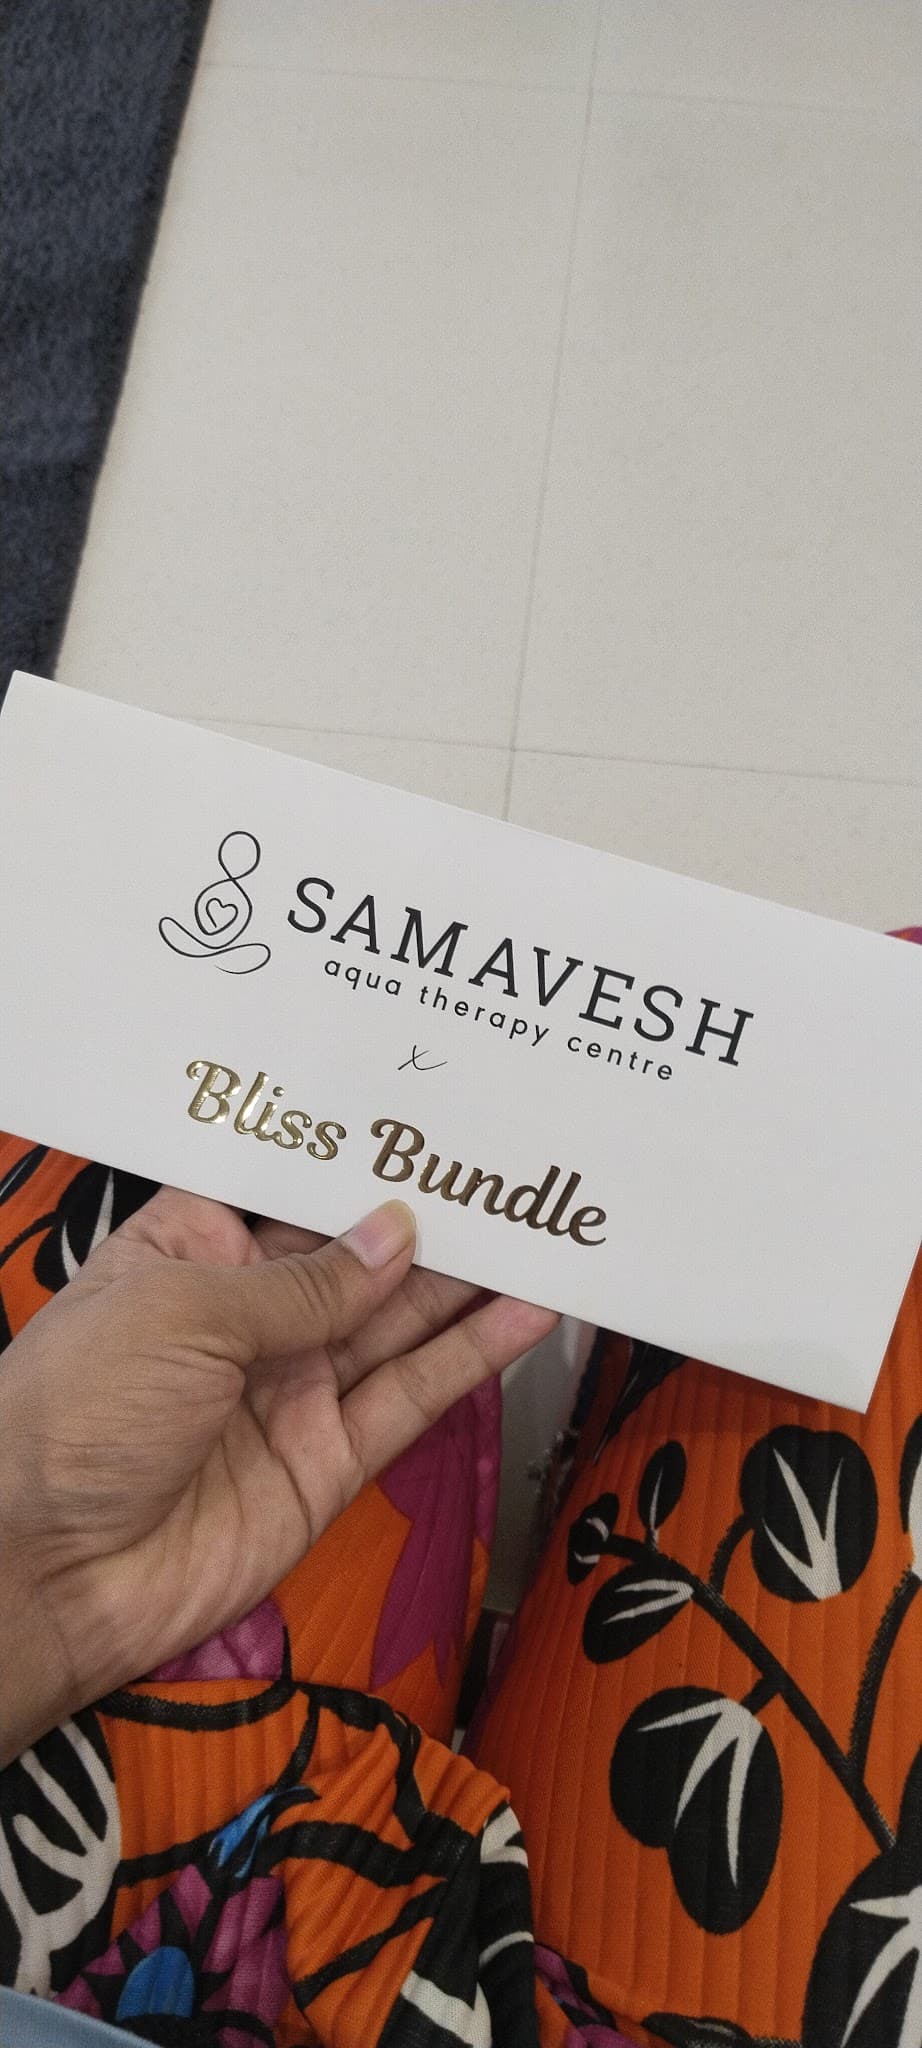 SAMAVESH
aqua therapy centre
x
Bliss Bundle